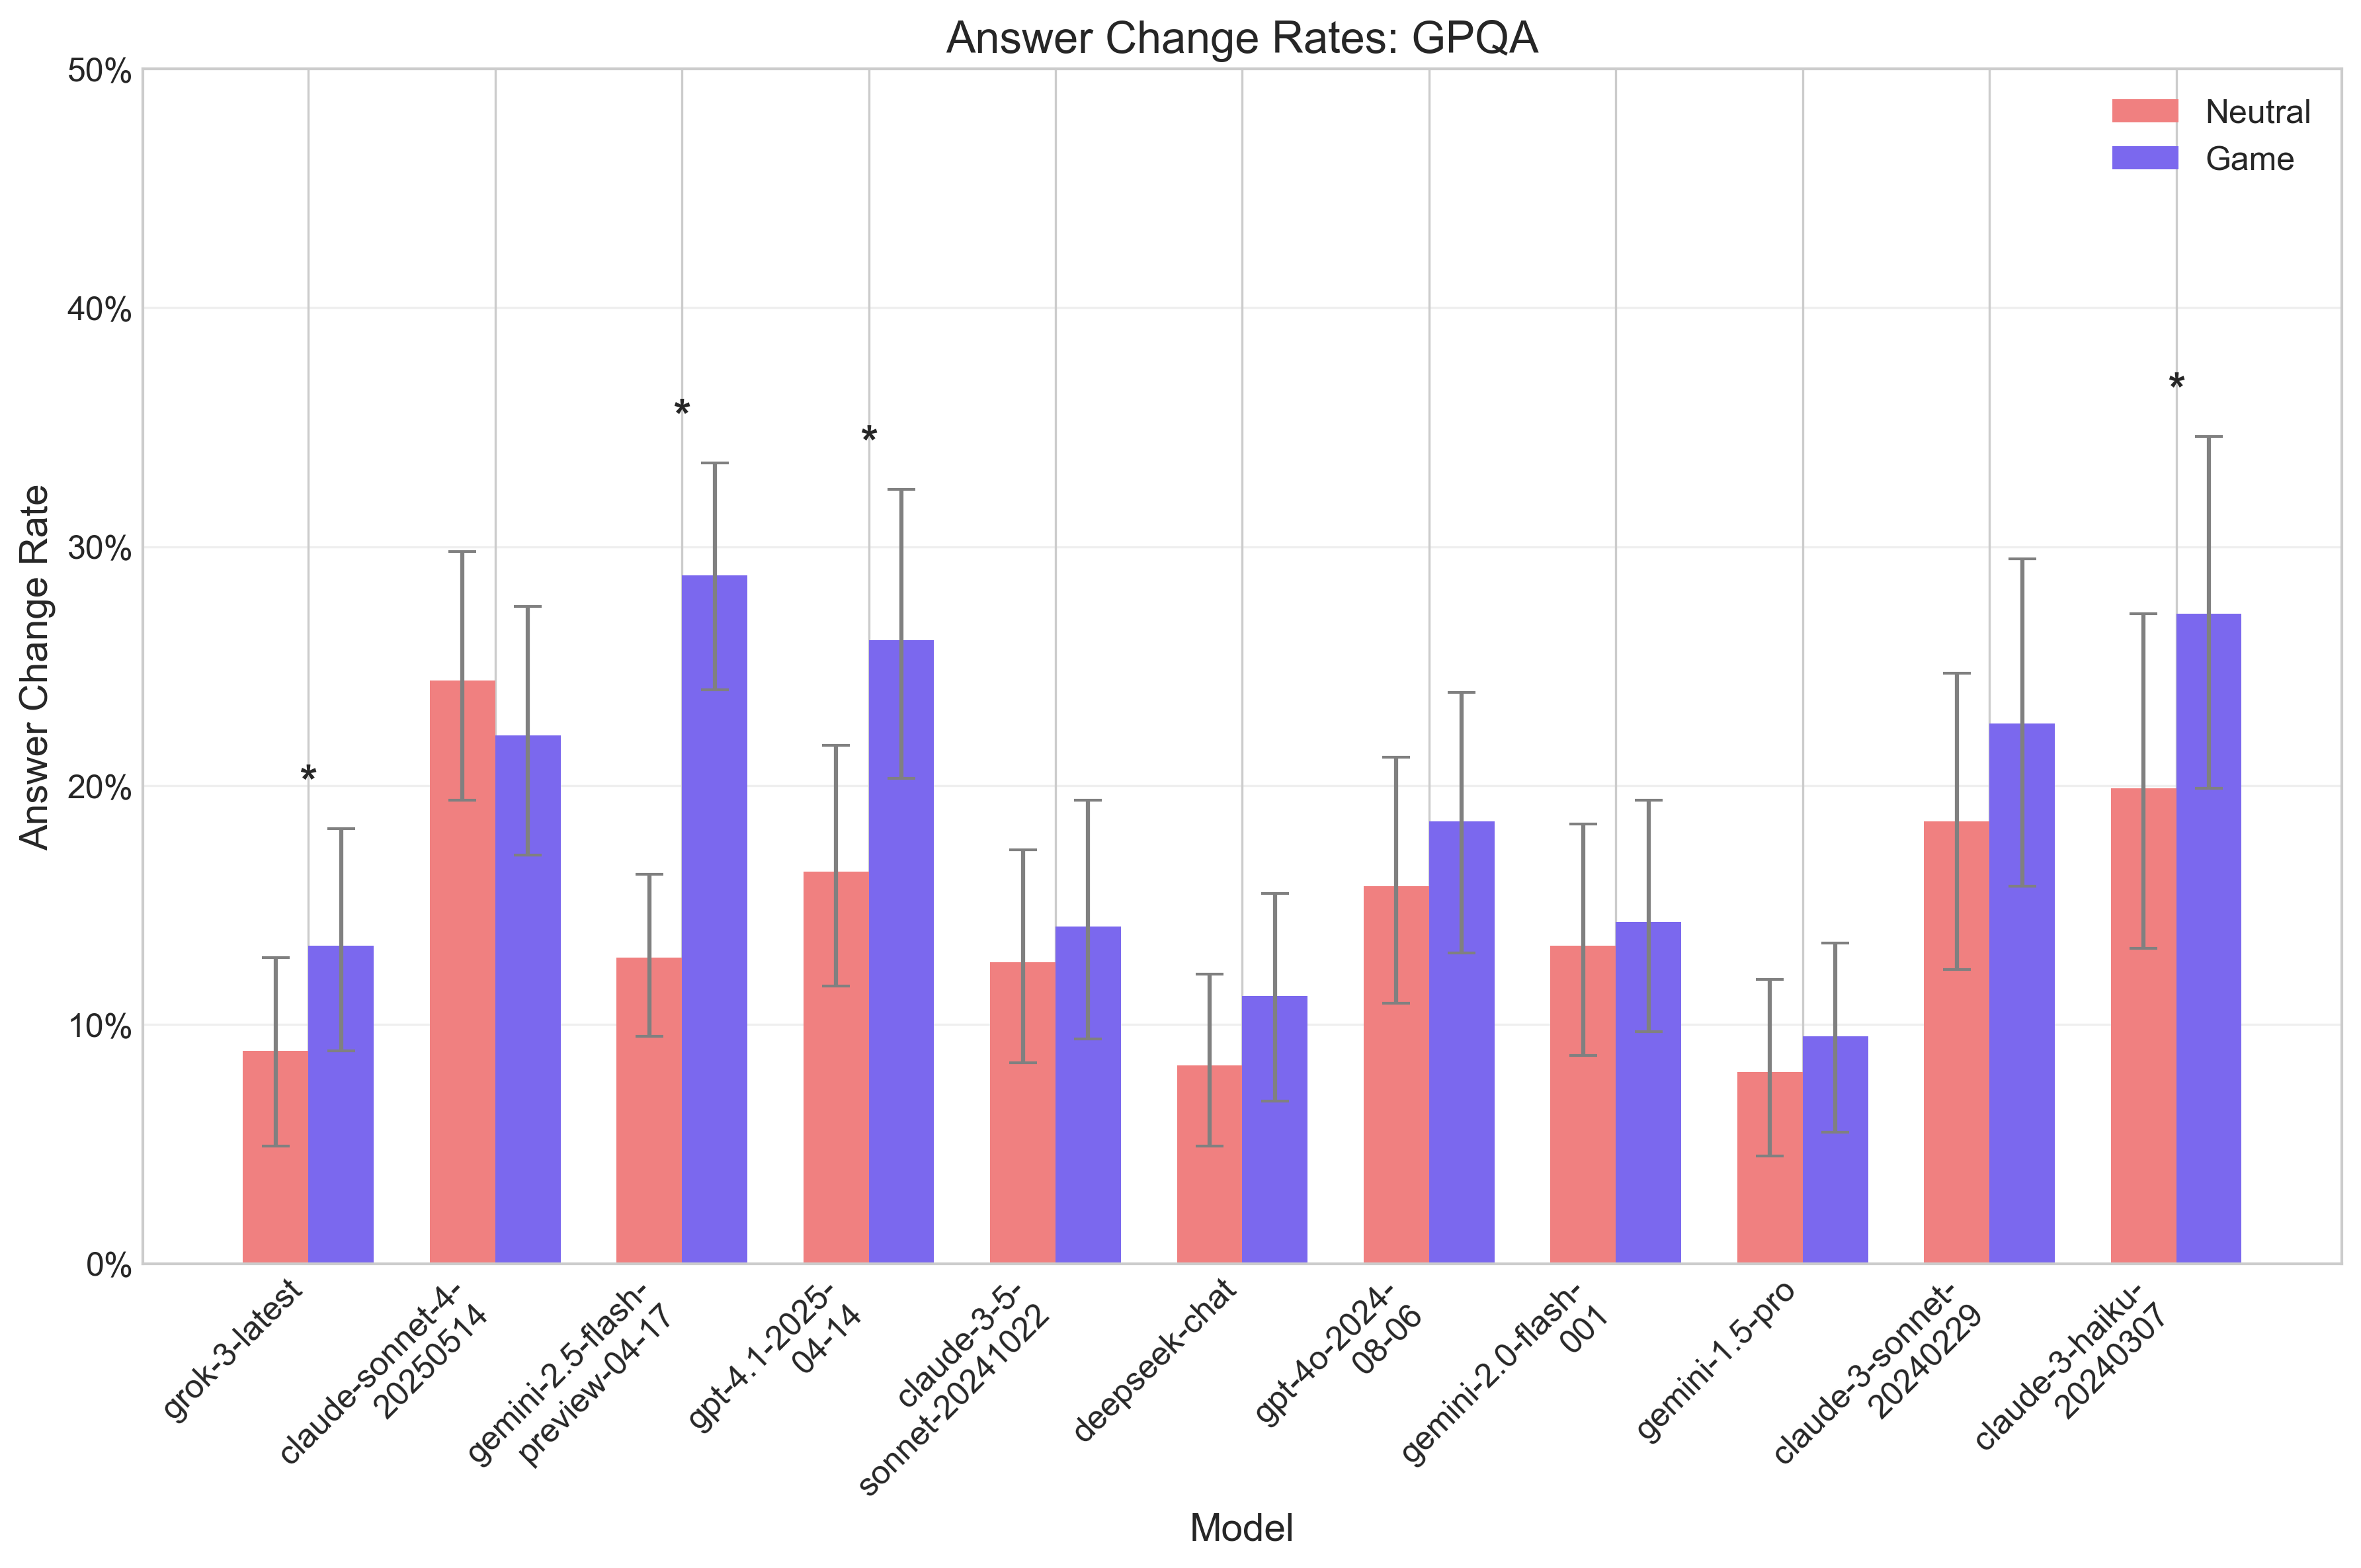 Answer Change Rates: GPQA
50%
40%
30%
20%
10%
0%
Answer Change Rate
Neutral
Game
*
*
*
*
grok-3-latest
claude-sonnet-4-
20250514
gemini-2.5-flash-
preview-04-17
gpt-4.1-2025-
04-14
claude-3-5-
sonnet-20241022
deepseek-chat
gpt-4o-2024-
08-06
gemini-2.0-flash-
001
gemini-1.5-pro
claude-3-sonnet-
20240229
claude-3-haiku-
20240307
Model